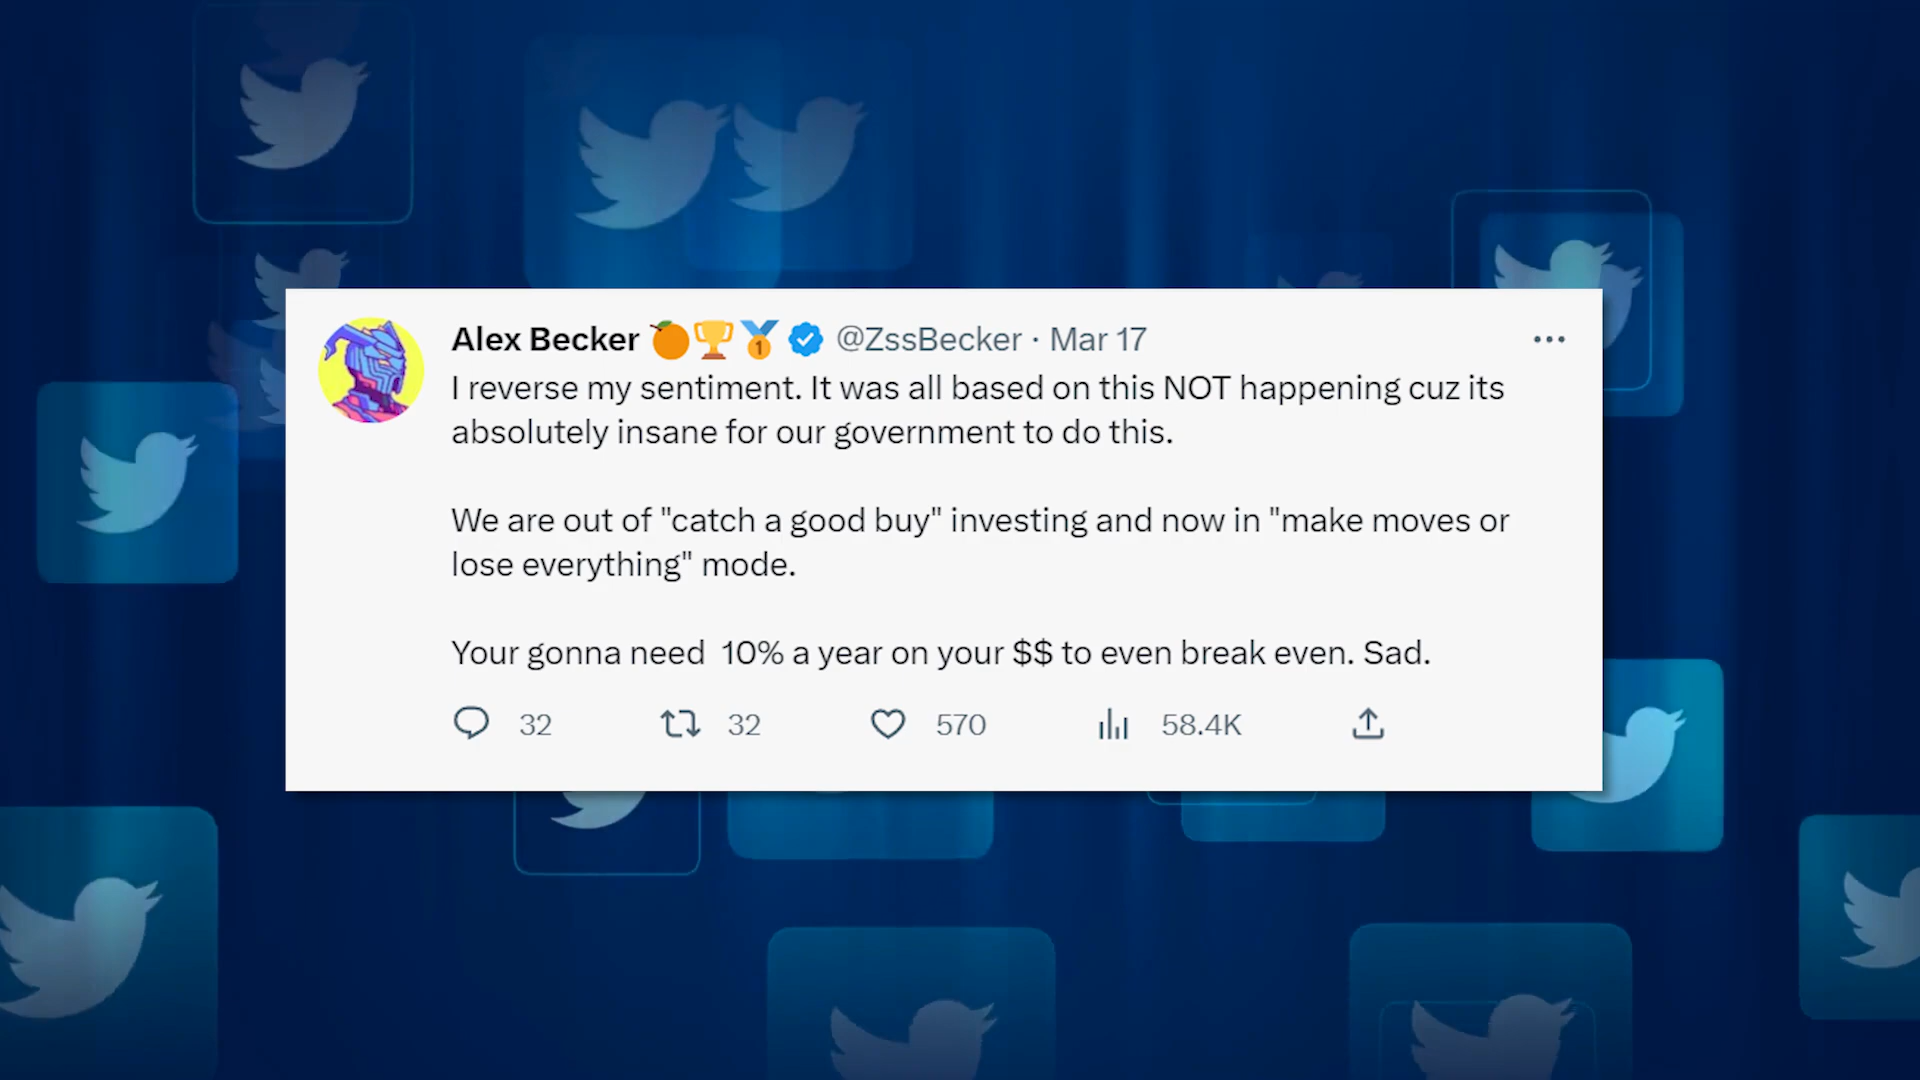 Alex Becker 🍊🏆🥇 @ZssBecker · Mar 17
I reverse my sentiment. It was all based on this NOT happening cuz its
absolutely insane for our government to do this.
We are out of "catch a good buy" investing and now in "make moves or
lose everything" mode.
Your gonna need  10% a year on your $$ to even break even. Sad.
32 32 570 58.4K